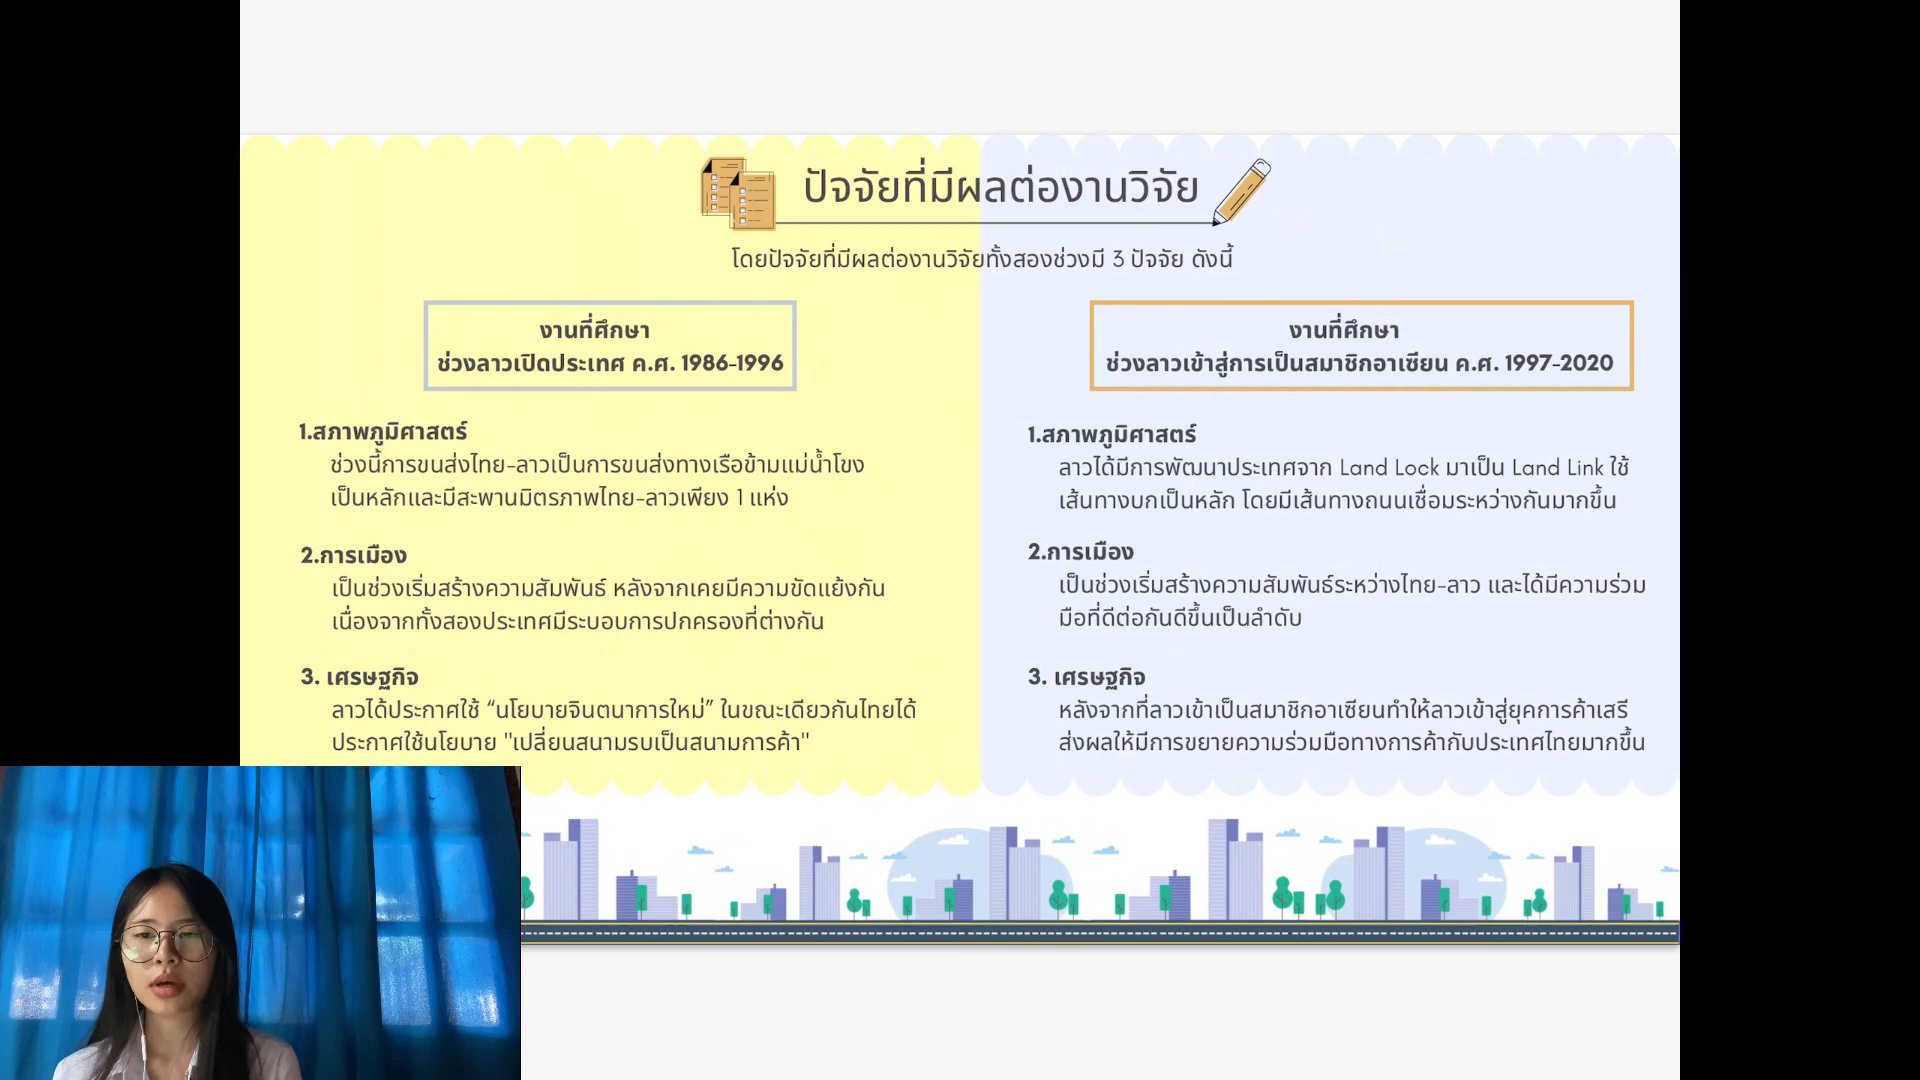 ปัจจัยที่มีผลต่องานวิจัย
โดยปัจจัยที่มีผลต่องานวิจัยทั้งสองช่วงมี 3 ปัจจัย ดังนี้
งานที่ศึกษา
ช่วงลาวเปิดประเทศ ค.ศ. 1986-1996
1.สภาพภูมิศาสตร์
ช่วงนี้การขนส่งไทย-ลาวเป็นการขนส่งทางเรือข้ามแม่น้ำโขง
เป็นหลักและมีสะพานมิตรภาพไทย-ลาวเพียง 1 แห่ง
2.การเมือง
เป็นช่วงเริ่มสร้างความสัมพันธ์ หลังจากเคยมีความขัดแย้งกัน
เนื่องจากทั้งสองประเทศมีระบอบการปกครองที่ต่างกัน
3. เศรษฐกิจ
ลาวได้ประกาศใช้ “นโยบายจินตนาการใหม่” ในขณะเดียวกันไทยได้
ประกาศใช้นโยบาย "เปลี่ยนสนามรบเป็นสนามการค้า"
งานที่ศึกษา
ช่วงลาวเข้าสู่การเป็นสมาชิกอาเซียน ค.ศ. 1997-2020
1.สภาพภูมิศาสตร์
ลาวได้มีการพัฒนาประเทศจาก Land Lock มาเป็น Land Link ใช้
เส้นทางบกเป็นหลัก โดยมีเส้นทางถนนเชื่อมระหว่างกันมากขึ้น
2.การเมือง
เป็นช่วงเริ่มสร้างความสัมพันธ์ระหว่างไทย-ลาว และได้มีความร่วม
มือที่ดีต่อกันดีขึ้นเป็นลำดับ
3. เศรษฐกิจ
หลังจากที่ลาวเข้าเป็นสมาชิกอาเซียนทำให้ลาวเข้าสู่ยุคการค้าเสรี
ส่งผลให้มีการขยายความร่วมมือทางการค้ากับประเทศไทยมากขึ้น